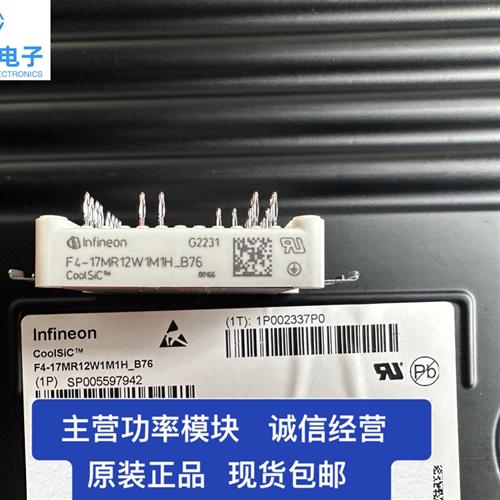 电子
ELECTRONICS
Infineon G2231
F4-17MR12W1M1H_B76
CoolSiC™ 00166
Infineon
CoolSiC™
F4-17MR12W1M1H_B76
(1P) SP005597942
(1T): 1P002337P0
Pb
主营功率模块 诚信经营
原装正品 现货包邮